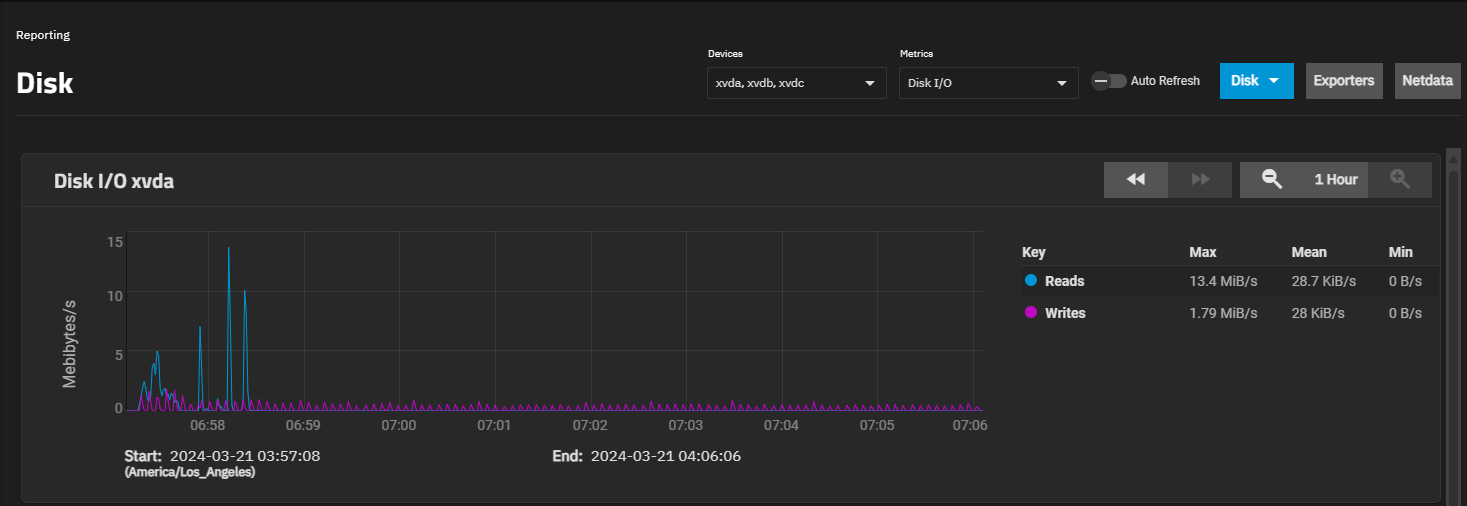 Reporting
Disk
Devices
xvda, xvdb, xvdc
Metrics
Disk I/O
Auto Refresh
Disk
Exporters
Netdata
Disk I/O xvda
1 Hour
Mebibytes/s
15
10
5
0
06:58 06:59 07:00 07:01 07:02 07:03 07:04 07:05 07:06
Start: 2024-03-21 03:57:08
(America/Los_Angeles)
End: 2024-03-21 04:06:06
Key Max Mean Min
Reads 13.4 MiB/s 28.7 KiB/s 0 B/s
Writes 1.79 MiB/s 28 KiB/s 0 B/s